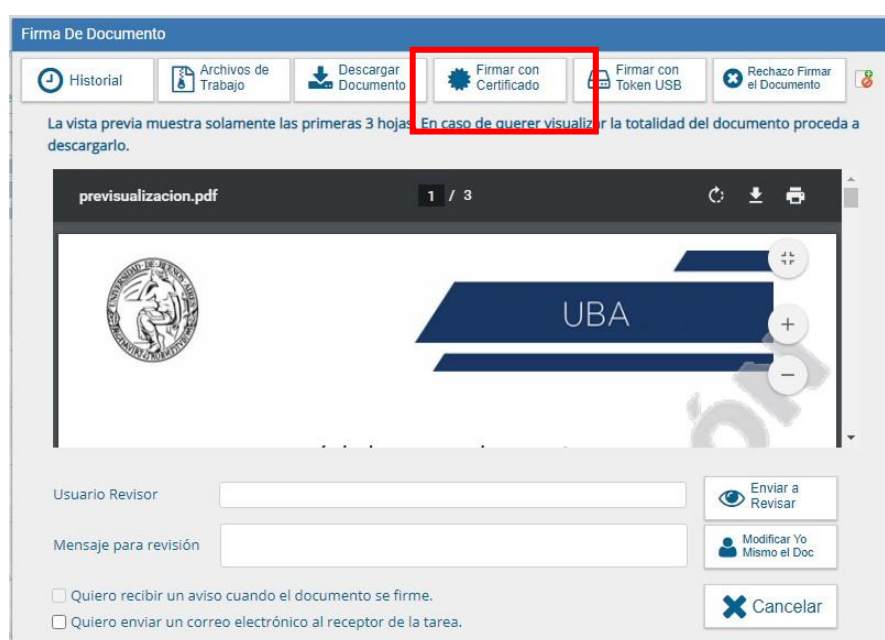 Firma De Documento
Historial
Archivos de
Trabajo
Descargar
Documento
Firmar con
Certificado
Firmar con
Token USB
Rechazo Firmar
el Documento
La vista previa muestra solamente las primeras 3 hojas. En caso de querer visualizar la totalidad del documento proceda a
descargarlo.
previsualizacion.pdf
1 / 3
UBA
Usuario Revisor
Enviar a
Revisar
Mensaje para revisión
Modificar Yo
Mismo el Doc
Quiero recibir un aviso cuando el documento se firme.
Quiero enviar un correo electrónico al receptor de la tarea.
Cancelar